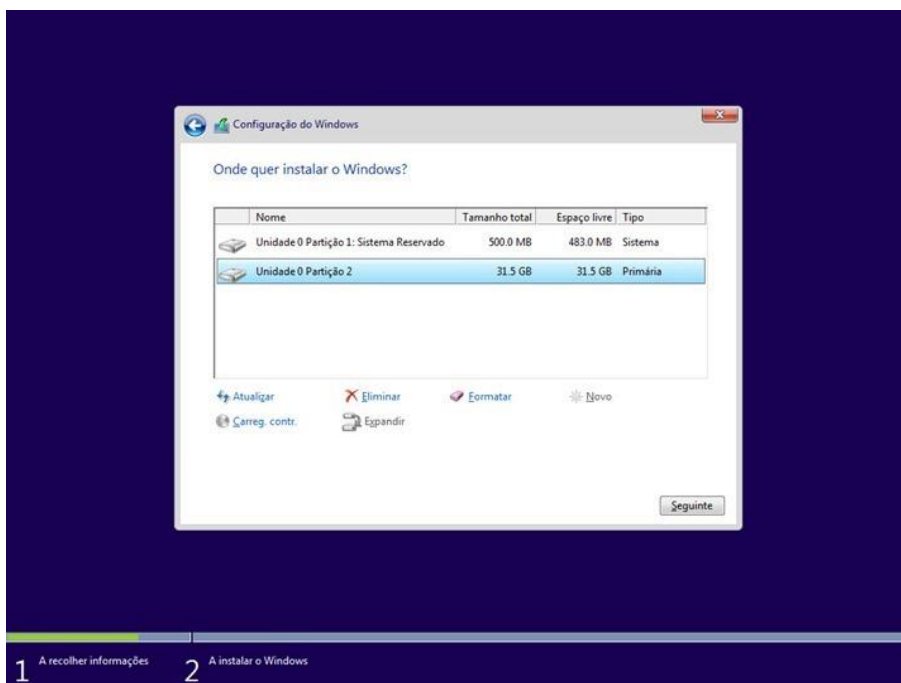 Configuração do Windows
Onde quer instalar o Windows?
Nome Tamanho total Espaço livre Tipo
Unidade 0 Partição 1: Sistema Reservado 500.0 MB 483.0 MB Sistema
Unidade 0 Partição 2 31.5 GB 31.5 GB Primária
Atualizar Eliminar Formatar Novo
Carreg. contr. Expandir
Seguinte
1 A recolher informações 2 A instalar o Windows